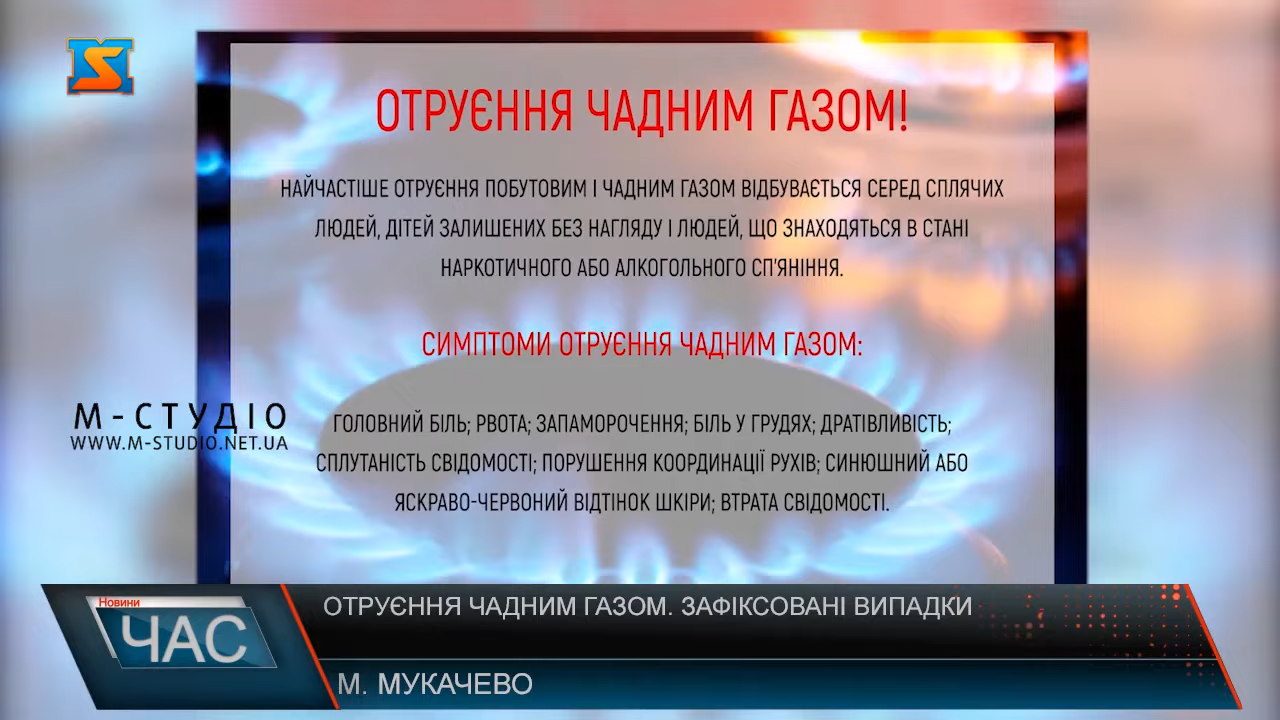 ОТРУЄННЯ ЧАДНИМ ГАЗОМ!
НАЙЧАСТІШЕ ОТРУЄННЯ ПОБУТОВИМ І ЧАДНИМ ГАЗОМ ВІДБУВАЄТЬСЯ СЕРЕД СПЛЯЧИХ
ЛЮДЕЙ, ДІТЕЙ ЗАЛИШЕНИХ БЕЗ НАГЛЯДУ І ЛЮДЕЙ, ЩО ЗНАХОДЯТЬСЯ В СТАНІ
НАРКОТИЧНОГО АБО АЛКОГОЛЬНОГО СП'ЯНІННЯ.
СИМПТОМИ ОТРУЄННЯ ЧАДНИМ ГАЗОМ:
ГОЛОВНИЙ БІЛЬ; РВОТА; ЗАПАМОРОЧЕННЯ; БІЛЬ У ГРУДЯХ; ДРАТІВЛИВІСТЬ;
СПЛУТАНІСТЬ СВІДОМОСТІ; ПОРУШЕННЯ КООРДИНАЦІЇ РУХІВ; СИНЮШНИЙ АБО
ЯСКРАВО-ЧЕРВОНИЙ ВІДТІНОК ШКІРИ; ВТРАТА СВІДОМОСТІ.
М-СТУДІО
WWW.M-STUDIO.NET.UA
Новини
ЧАС
ОТРУЄННЯ ЧАДНИМ ГАЗОМ. ЗАФІКСОВАНІ ВИПАДКИ
М. МУКАЧЕВО